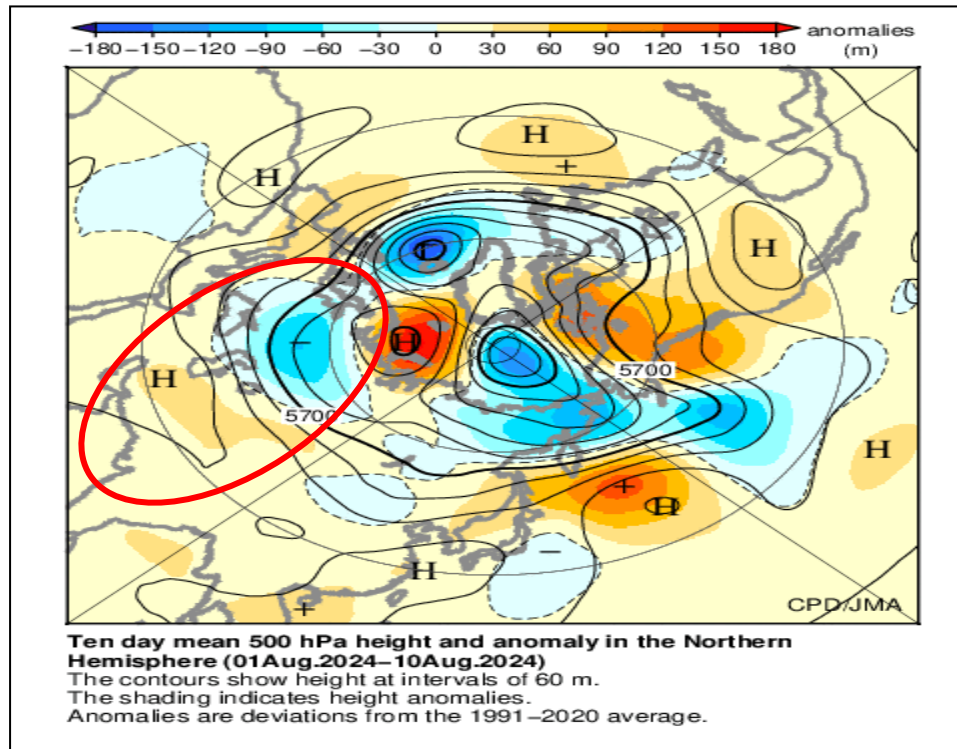 −180 −150 −120 −90 −60 −30 0 30 60 90 120 150 180 anomalies
(m)
H
+
H
H
H
−
5700
H
5700
H
+
H
−
H
+
CPD/JMA
Ten day mean 500 hPa height and anomaly in the Northern
Hemisphere (01Aug.2024−10Aug.2024)
The contours show height at intervals of 60 m.
The shading indicates height anomalies.
Anomalies are deviations from the 1991−2020 average.